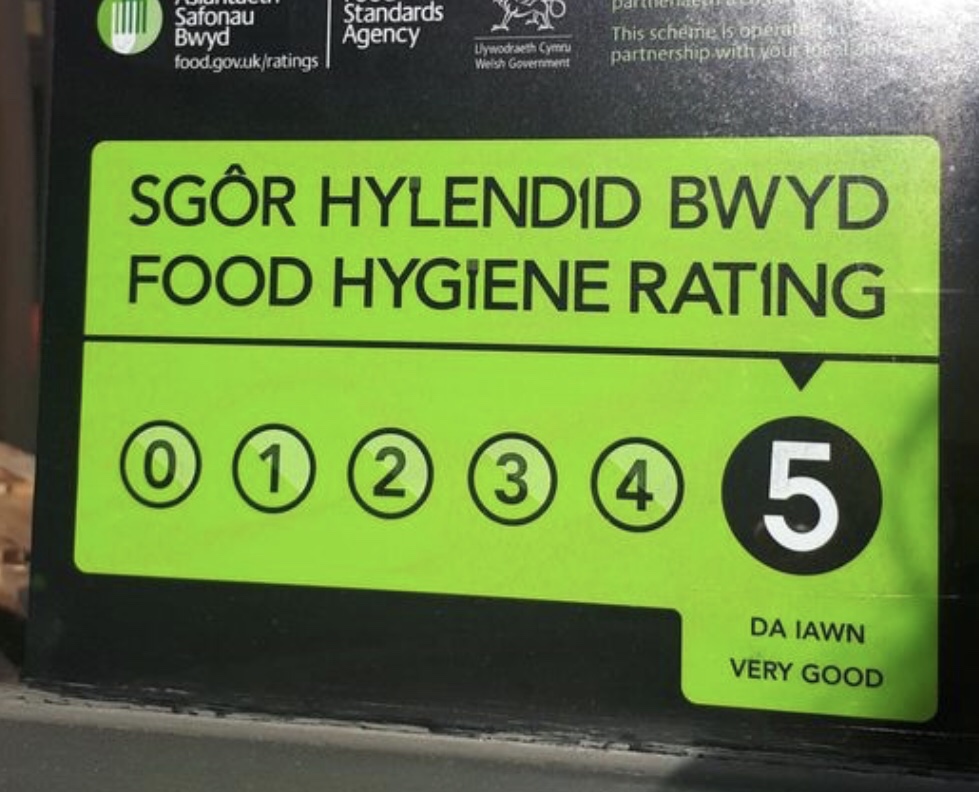 Safonau
Bwyd
food.gov.uk/ratings
Standards
Agency
Llywodraeth Cymru
Welsh Government
This scheme is operated in
partnership with your local
SGÔR HYLENDID BWYD
FOOD HYGIENE RATING
0 1 2 3 4 5
DA IAWN
VERY GOOD